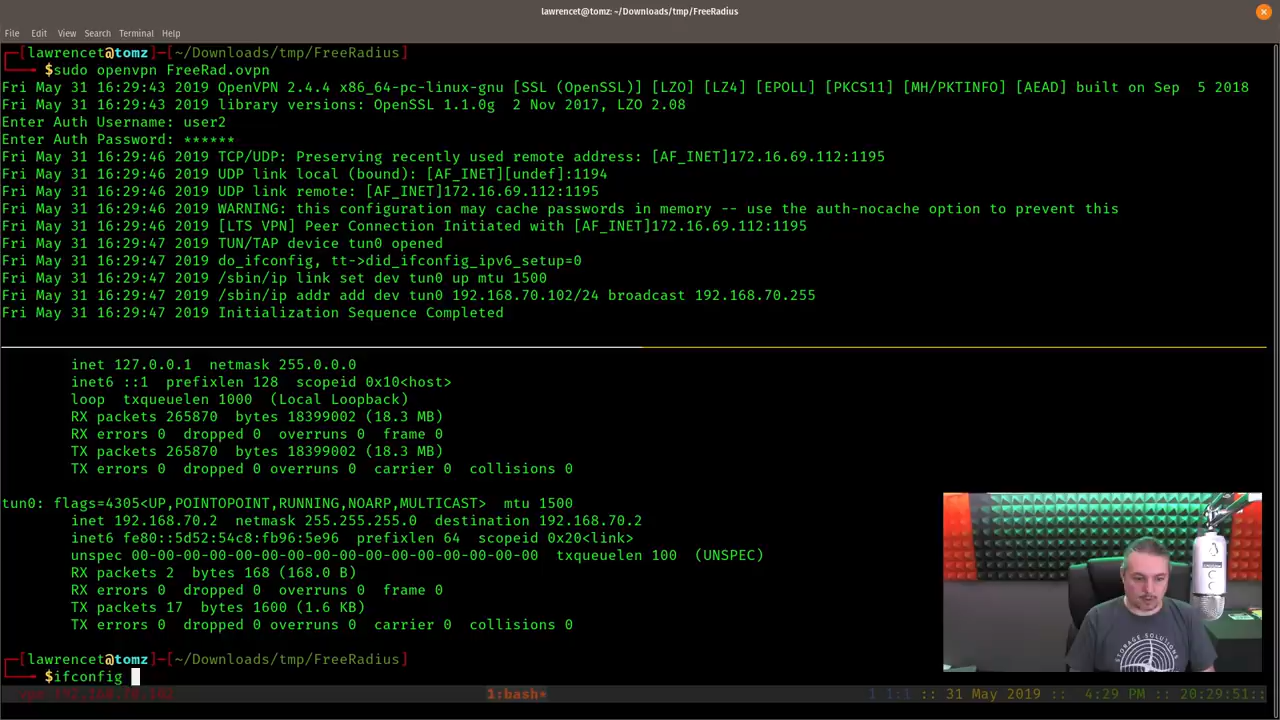 lawrencet@tomz: ~/Downloads/tmp/FreeRadius
File Edit View Search Terminal Help
[lawrencet@tomz]─[~/Downloads/tmp/FreeRadius]
$sudo openvpn FreeRad.ovpn
Fri May 31 16:29:43 2019 OpenVPN 2.4.4 x86_64-pc-linux-gnu [SSL (OpenSSL)] [LZO] [LZ4] [EPOLL] [PKCS11] [MH/PKTINFO] [AEAD] built on Sep  5 2018
Fri May 31 16:29:43 2019 library versions: OpenSSL 1.1.0g  2 Nov 2017, LZO 2.08
Enter Auth Username: user2
Enter Auth Password: ******
Fri May 31 16:29:46 2019 TCP/UDP: Preserving recently used remote address: [AF_INET]172.16.69.112:1195
Fri May 31 16:29:46 2019 UDP link local (bound): [AF_INET][undef]:1194
Fri May 31 16:29:46 2019 UDP link remote: [AF_INET]172.16.69.112:1195
Fri May 31 16:29:46 2019 WARNING: this configuration may cache passwords in memory -- use the auth-nocache option to prevent this
Fri May 31 16:29:46 2019 [LTS VPN] Peer Connection Initiated with [AF_INET]172.16.69.112:1195
Fri May 31 16:29:47 2019 TUN/TAP device tun0 opened
Fri May 31 16:29:47 2019 do_ifconfig, tt->did_ifconfig_ipv6_setup=0
Fri May 31 16:29:47 2019 /sbin/ip link set dev tun0 up mtu 1500
Fri May 31 16:29:47 2019 /sbin/ip addr add dev tun0 192.168.70.102/24 broadcast 192.168.70.255
Fri May 31 16:29:47 2019 Initialization Sequence Completed
inet 127.0.0.1  netmask 255.0.0.0
inet6 ::1  prefixlen 128  scopeid 0x10<host>
loop  txqueuelen 1000  (Local Loopback)
RX packets 265870  bytes 18399002 (18.3 MB)
RX errors 0  dropped 0  overruns 0  frame 0
TX packets 265870  bytes 18399002 (18.3 MB)
TX errors 0  dropped 0 overruns 0  carrier 0  collisions 0
tun0: flags=4305<UP,POINTOPOINT,RUNNING,NOARP,MULTICAST>  mtu 1500
inet 192.168.70.2  netmask 255.255.255.0  destination 192.168.70.2
inet6 fe80::5d52:54c8:fb96:5e96  prefixlen 64  scopeid 0x20<link>
unspec 00-00-00-00-00-00-00-00-00-00-00-00-00-00-00-00  txqueuelen 100  (UNSPEC)
RX packets 2  bytes 168 (168.0 B)
RX errors 0  dropped 0  overruns 0  frame 0
TX packets 17  bytes 1600 (1.6 KB)
TX errors 0  dropped 0 overruns 0  carrier 0  collisions 0
[lawrencet@tomz]─[~/Downloads/tmp/FreeRadius]
$ifconfig
vpn 192.168.70.102 1:bash* 1 1:1 :: 31 May 2019 :: 4:29 PM :: 20:29:51::
STORAGE SOLUTIONS